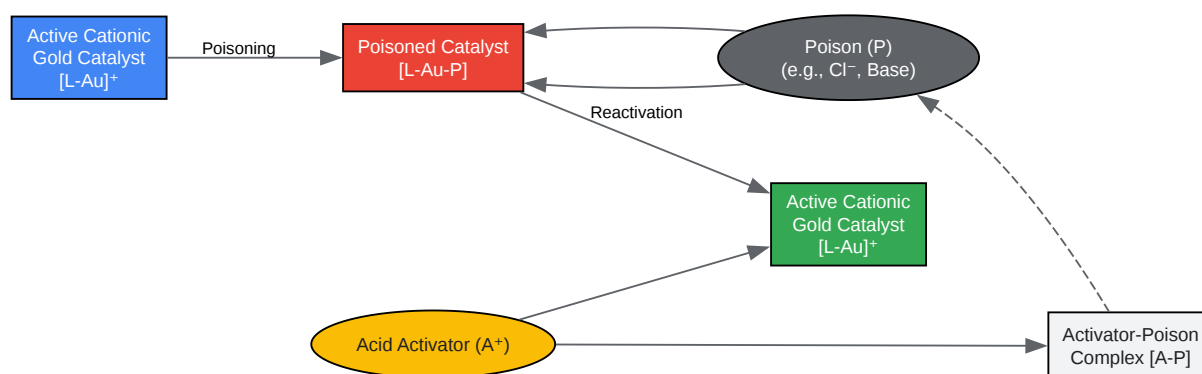 Active Cationic
Gold Catalyst
[L-Au]⁺
Poisoning
Poisoned Catalyst
[L-Au-P]
Poison (P)
(e.g., Cl⁻, Base)
Reactivation
Active Cationic
Gold Catalyst
[L-Au]⁺
Acid Activator (A⁺)
Activator-Poison
Complex [A-P]